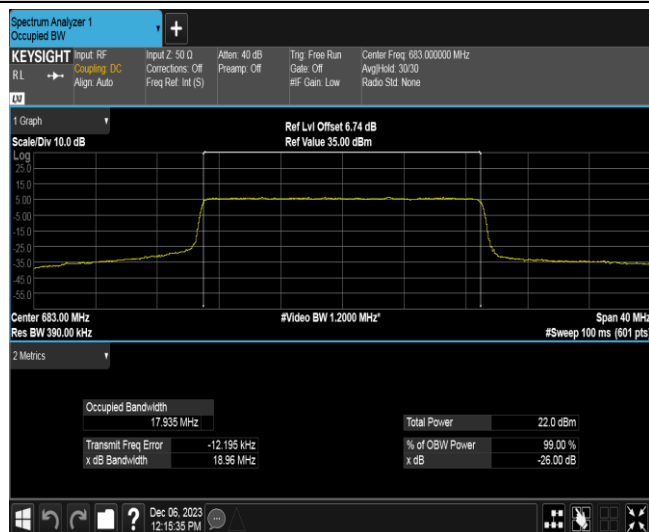 Spectrum Analyzer 1
Occupied BW
KEYSIGHT
RL
Input: RF
Coupling: DC
Align: Auto
Input Z: 50 Ω
Corrections: Off
Freq Ref: Int (S)
Atten: 40 dB
Preamp: Off
Trig: Free Run
Gate: Off
#IF Gain: Low
Center Freq: 683.000000 MHz
Avg|Hold: 30/30
Radio Std: None
LXI
1 Graph
Scale/Div 10.0 dB
Ref Lvl Offset 6.74 dB
Ref Value 35.00 dBm
Log
25.0
15.0
5.00
-5.00
-15.0
-25.0
-35.0
-45.0
-55.0
Center 683.00 MHz
Res BW 390.00 kHz
#Video BW 1.2000 MHz*
Span 40 MHz
#Sweep 100 ms (601 pts)
2 Metrics
Occupied Bandwidth
17.935 MHz
Transmit Freq Error -12.195 kHz
x dB Bandwidth 18.96 MHz
Total Power 22.0 dBm
% of OBW Power 99.00 %
x dB -26.00 dB
?
Dec 06, 2023
12:15:35 PM